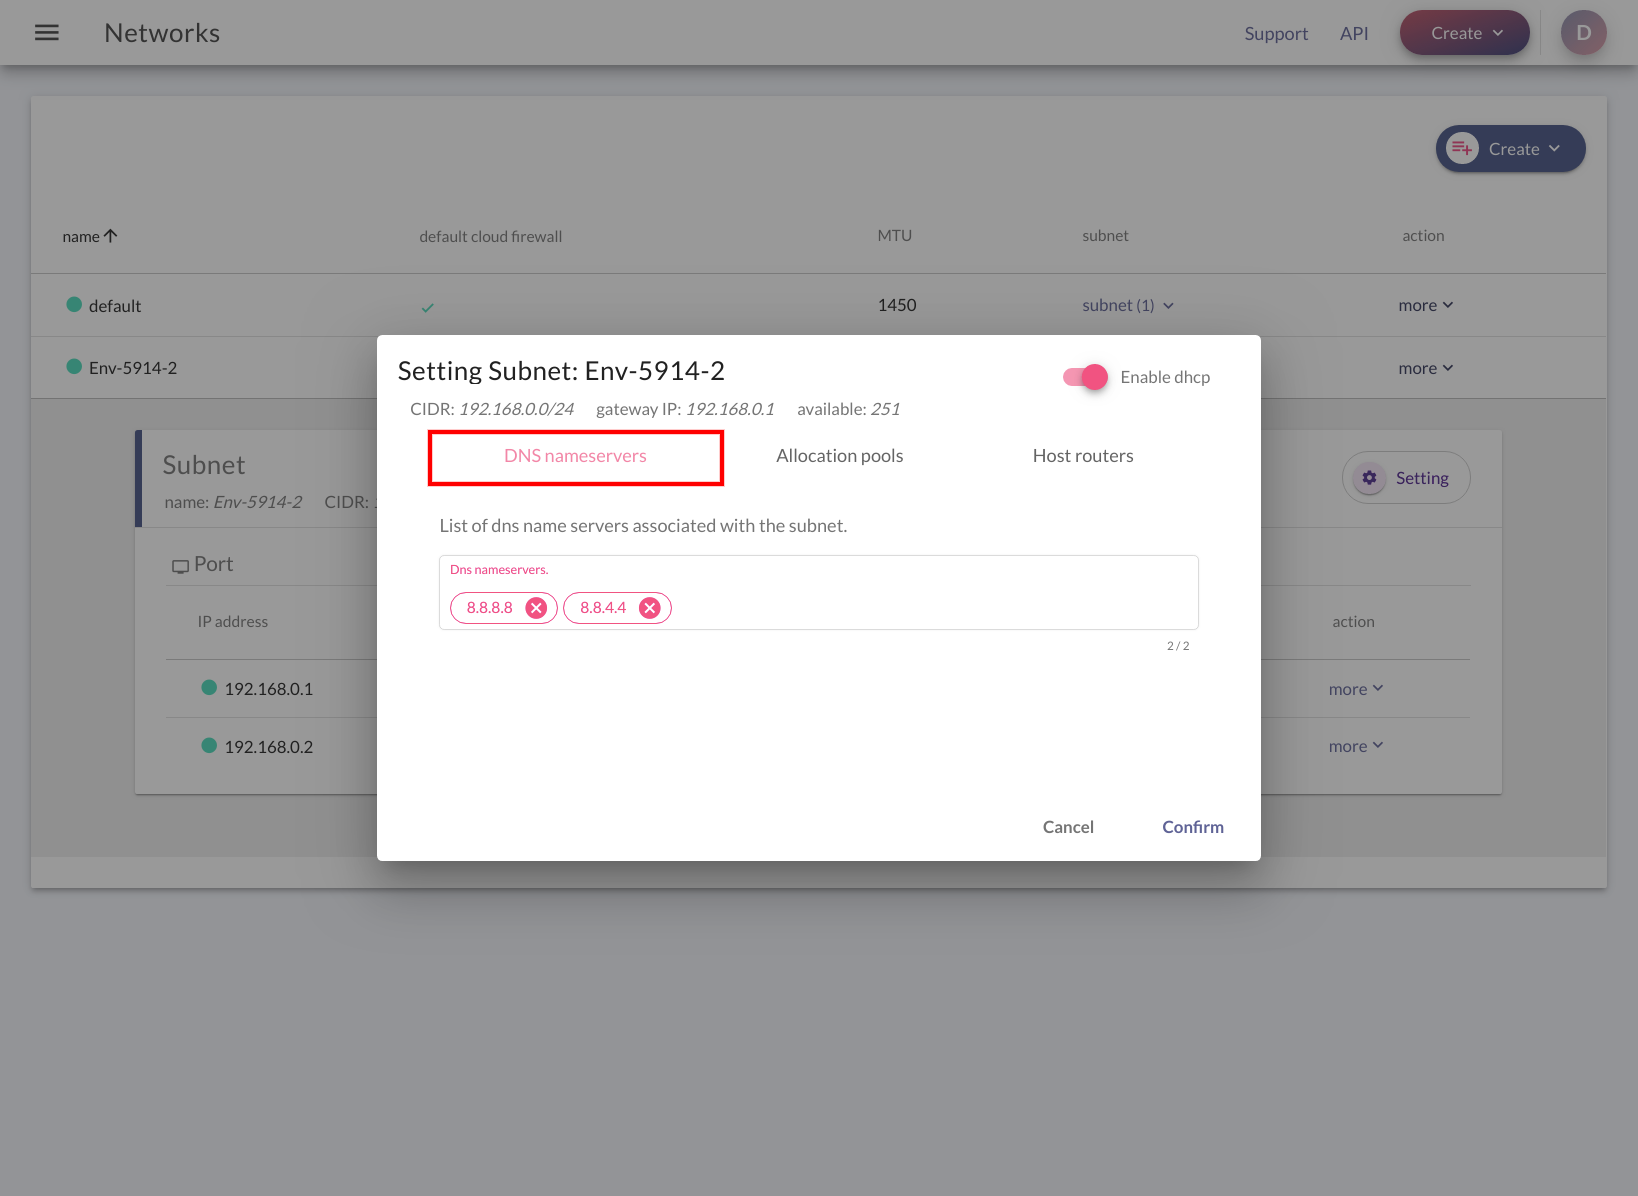 Networks
Support
API
Create
D
Create
name
default cloud firewall
MTU
subnet
action
default
1450
subnet (1)
more
Env-5914-2
more
Setting Subnet: Env-5914-2
Enable dhcp
CIDR: 192.168.0.0/24 gateway IP: 192.168.0.1 available: 251
DNS nameservers
Allocation pools
Host routers
List of dns name servers associated with the subnet.
Dns nameservers.
8.8.8.8
8.8.4.4
2 / 2
Cancel
Confirm
Subnet
name: Env-5914-2 CIDR:
Setting
Port
IP address
action
192.168.0.1
more
192.168.0.2
more